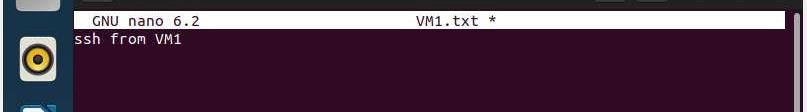 GNU nano 6.2 VM1.txt *
ssh from VM1